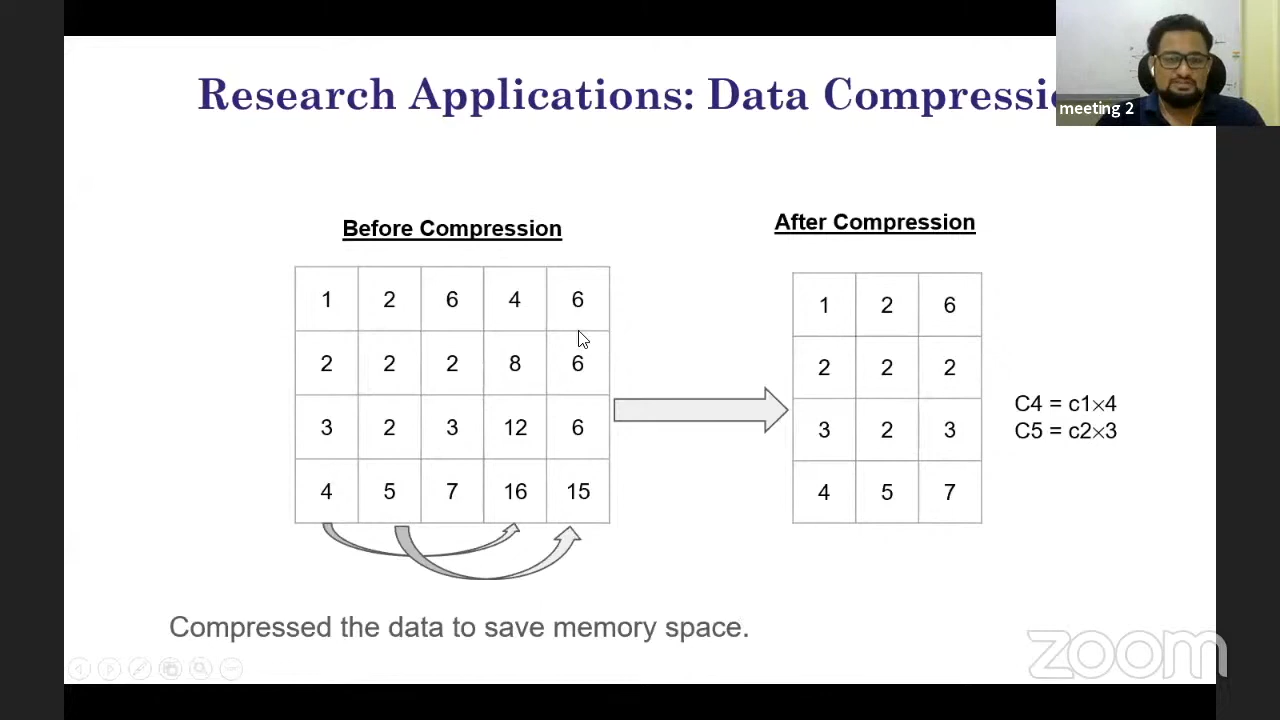 Research Applications: Data Compressi
meeting 2
Before Compression
After Compression
1 2 6 4 6
2 2 2 8 6
3 2 3 12 6
4 5 7 16 15
1 2 6
2 2 2
3 2 3
4 5 7
C4 = c1×4
C5 = c2×3
Compressed the data to save memory space.
zoom